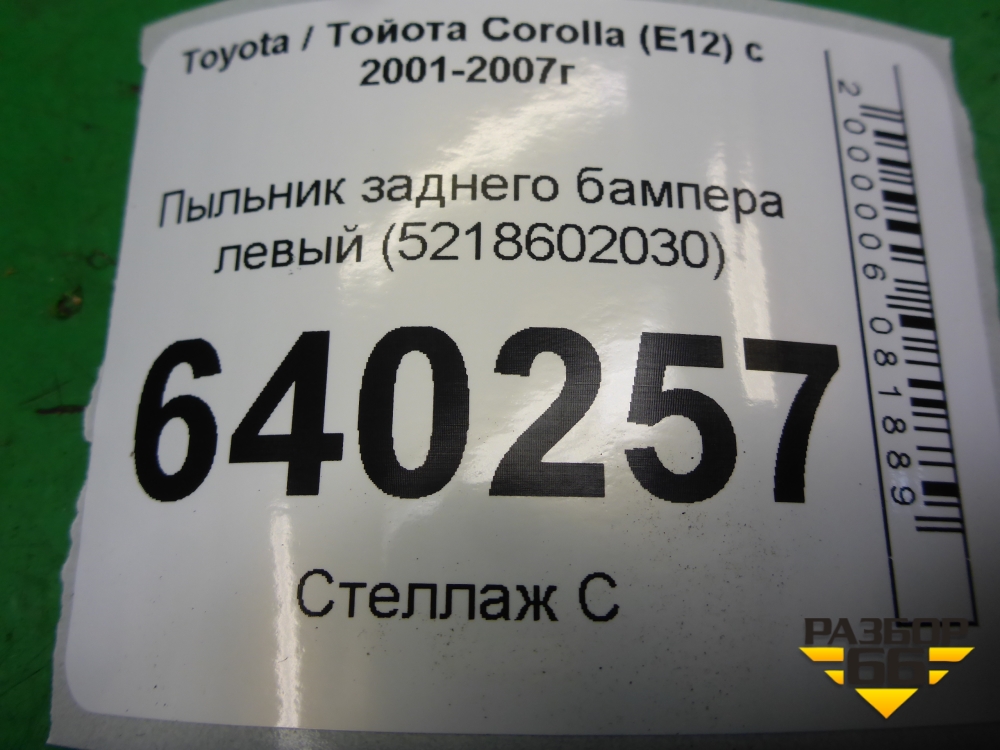 Toyota / Тойота Corolla (E12) с
2001-2007г
Пыльник заднего бампера
левый (5218602030)
640257
Стеллаж С
2000006081889
РАЗБОР
66